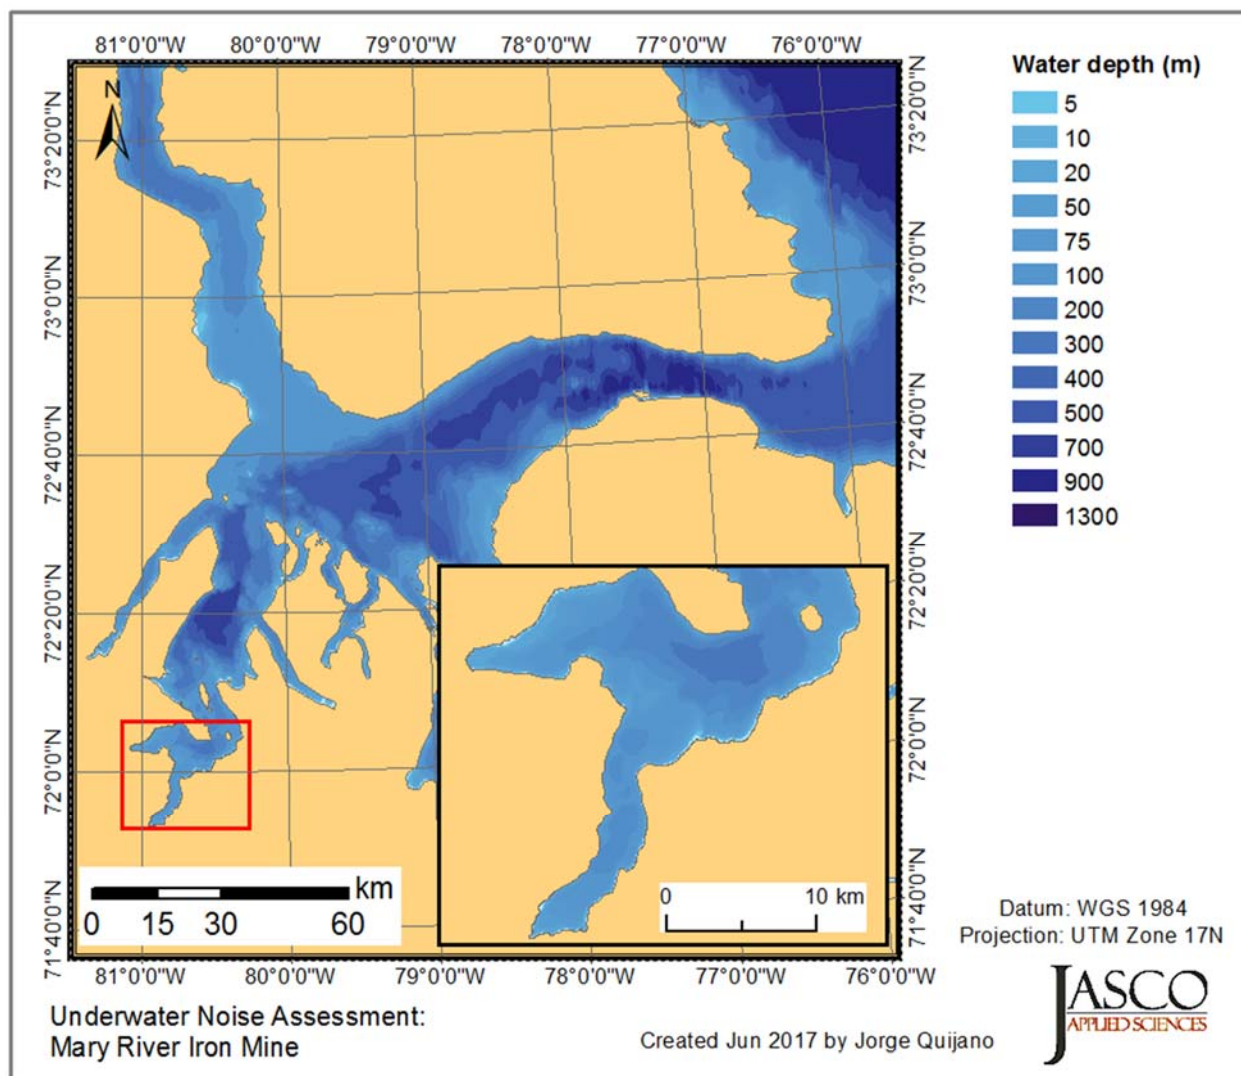 81°0'0"W 80°0'0"W 79°0'0"W 78°0'0"W 77°0'0"W 76°0'0"W
N
73°20'0"N
73°0'0"N
72°40'0"N
72°20'0"N
72°0'0"N
71°40'0"N
73°20'0"N
73°0'0"N
72°40'0"N
72°20'0"N
72°0'0"N
71°40'0"N
km
0 15 30 60
0 10 km
81°0'0"W 80°0'0"W 79°0'0"W 78°0'0"W 77°0'0"W 76°0'0"W
Water depth (m)
5
10
20
50
75
100
200
300
400
500
700
900
1300
Datum: WGS 1984
Projection: UTM Zone 17N
JASCO
APPLIED SCIENCES
Underwater Noise Assessment:
Mary River Iron Mine
Created Jun 2017 by Jorge Quijano